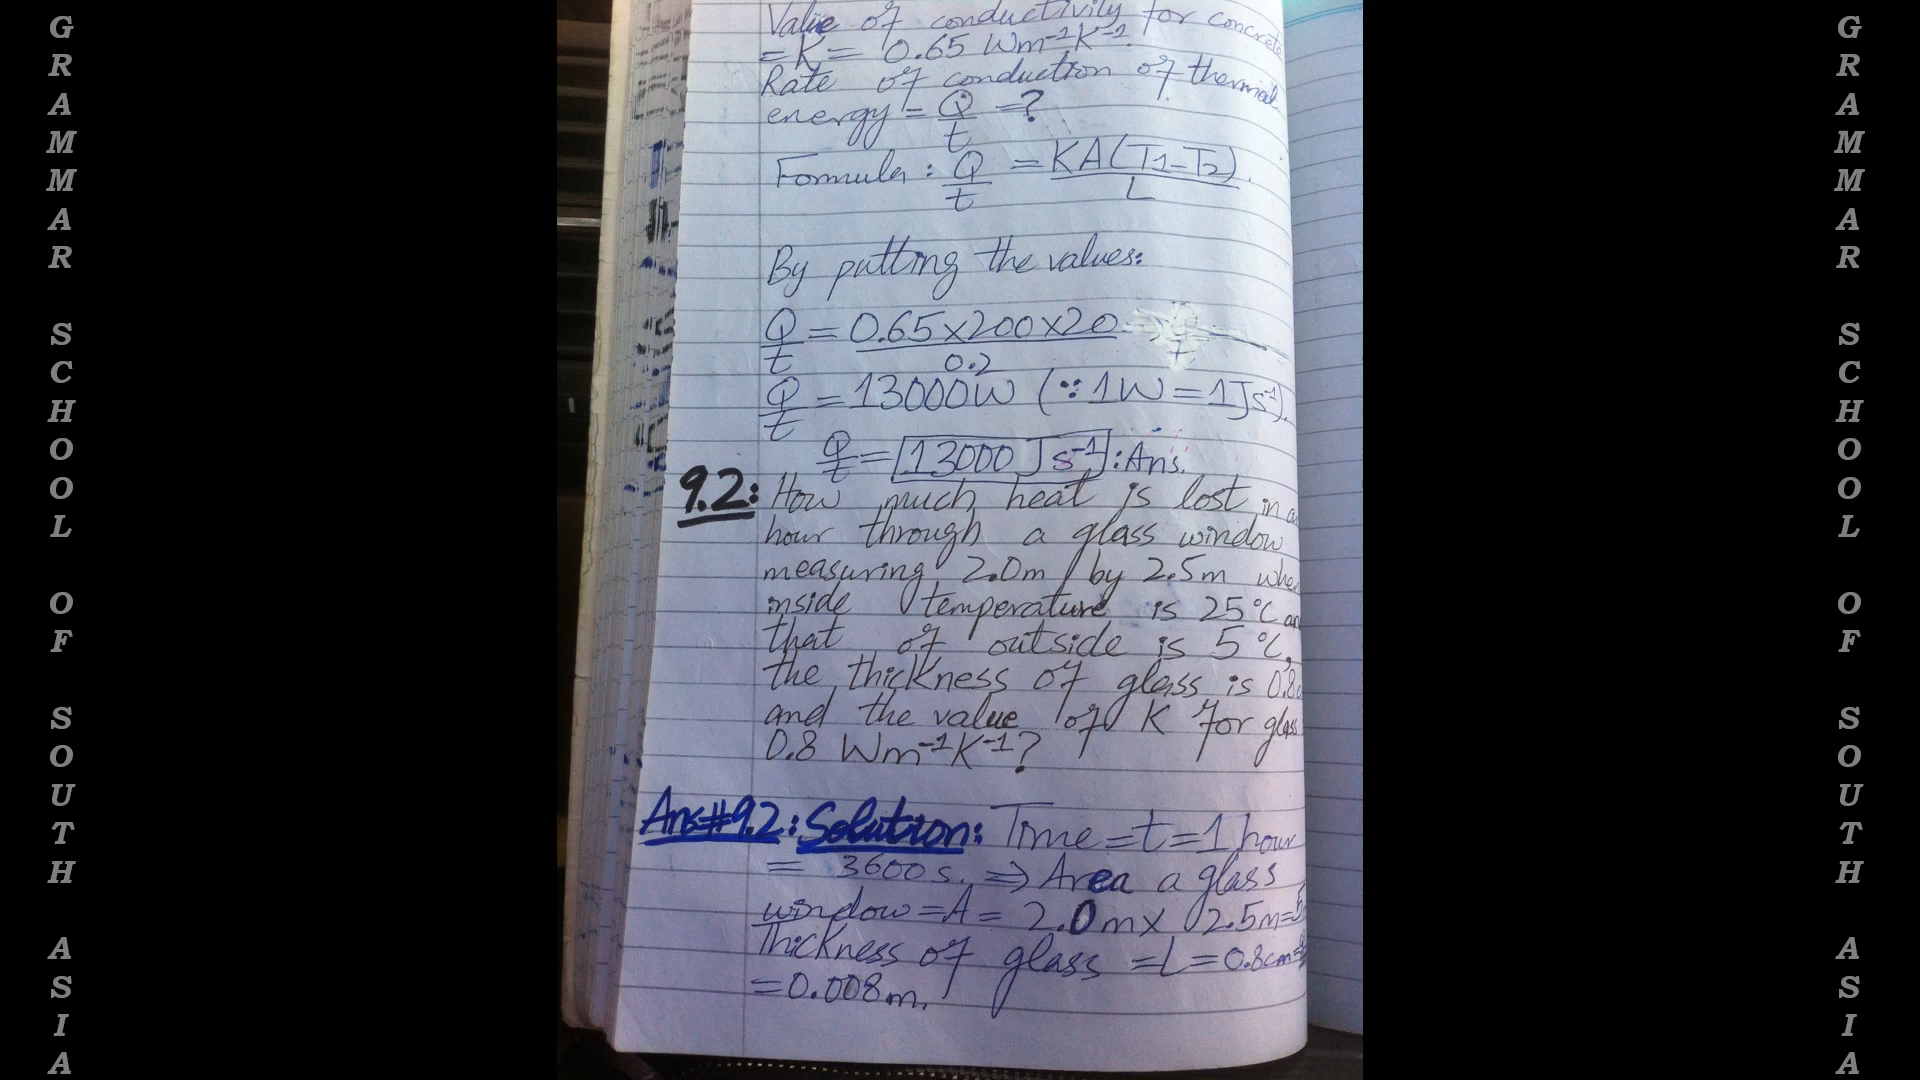 GRAMMAR SCHOOL OF SOUTH ASIA
Value of conductivity for concrete
= K = 0.65 Wm⁻¹K⁻¹.
Rate of conduction of thermal
energy = Q/t = ?
Formula : Q/t = KA(T1-T2)/L.
By putting the values:
Q/t = 0.65x200x20/0.2
Q/t = 13000W (∵ 1W = 1Js⁻¹).
Q/t = 13000 Js⁻¹ : Ans.
9.2: How much heat is lost in
hour through a glass window
measuring 2.0m by 2.5m when
inside temperature is 25°C
that of outside is 5°C,
the thickness of glass is 0.8
and the value of K for glass
0.8 Wm⁻¹K⁻¹?
Ans#9.2: Solution: Time = t = 1 hour
= 3600 s. ⇒ Area a glass
window = A = 2.0m x 2.5m = 5
Thickness of glass = L = 0.8cm =
= 0.008m.
GRAMMAR SCHOOL OF SOUTH ASIA